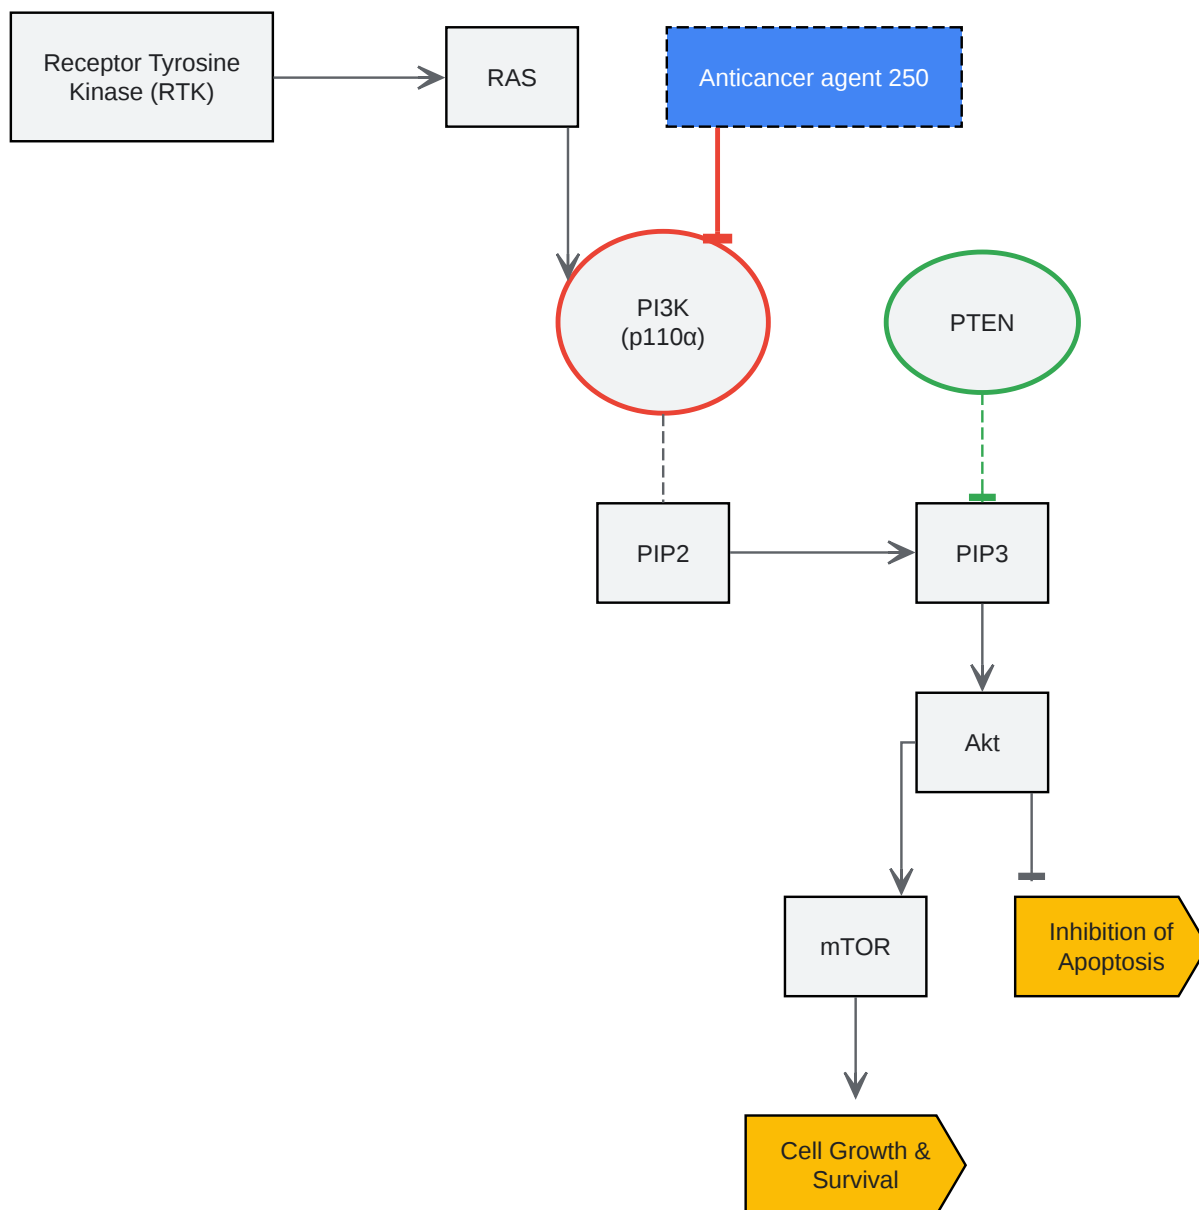 Receptor Tyrosine
Kinase (RTK)
RAS
Anticancer agent 250
PI3K
(p110α)
PTEN
PIP2
PIP3
Akt
mTOR
Inhibition of
Apoptosis
Cell Growth &
Survival